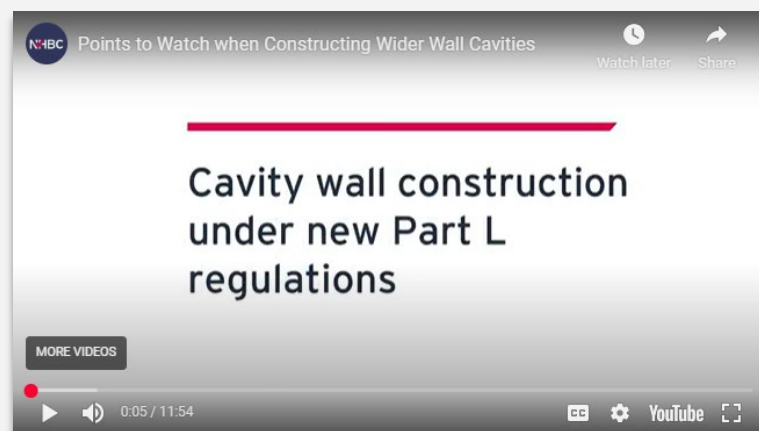 NHBC Points to Watch when Constructing Wider Wall Cavities
Watch later Share
Cavity wall construction
under new Part L
regulations
MORE VIDEOS
0:05 / 11:54 CC YouTube